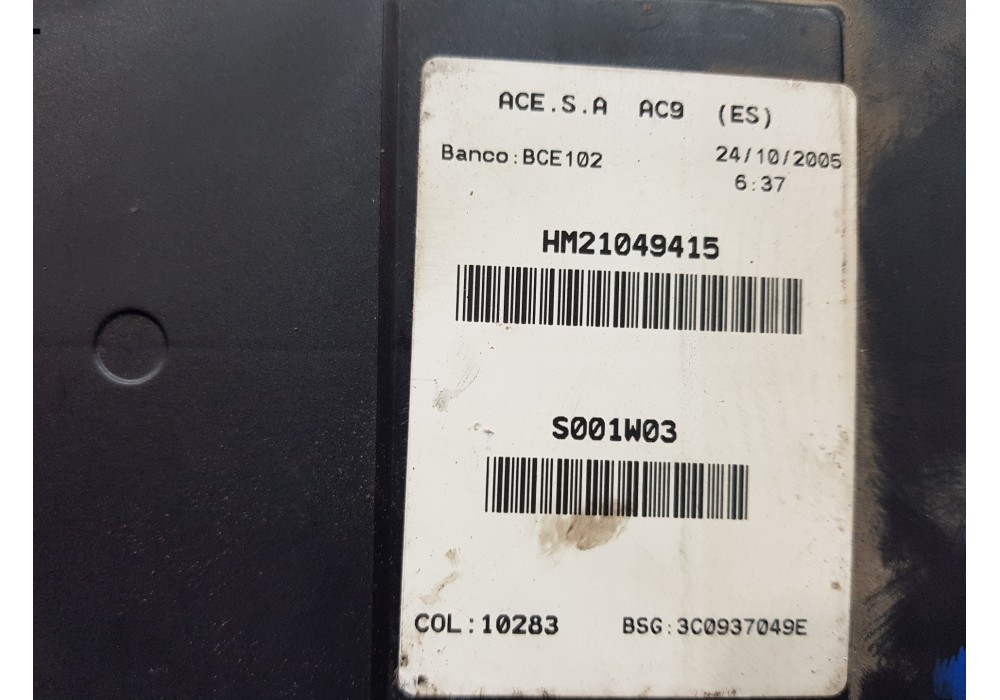 ACE.S.A AC9 (ES)
Banco:BCE102 24/10/2005
6:37
HM21049415
S001W03
COL:10283 BSG:3C0937049E